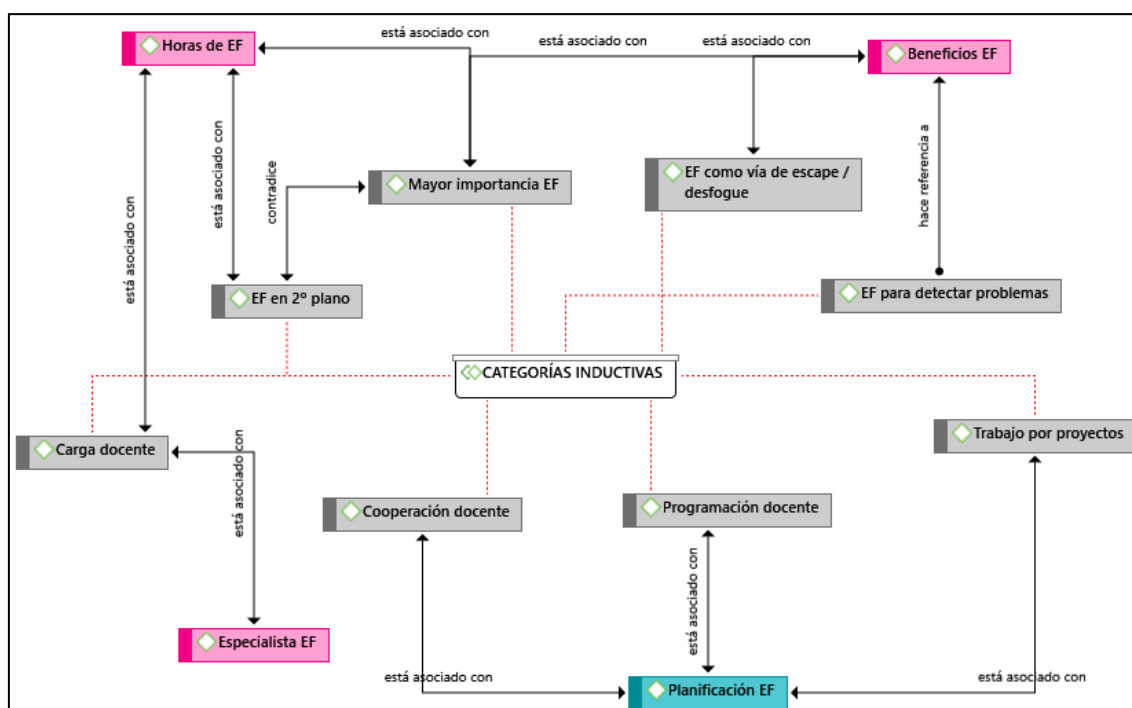 está asociado con
Horas de EF
está asociado con
está asociado con
Beneficios EF
está asociado con
está asociado con
contradice
Mayor importancia EF
EF como vía de escape /
desfogue
hace referencia a
EF en 2º plano
EF para detectar problemas
CATEGORÍAS INDUCTIVAS
Carga docente
está asociado con
Trabajo por proyectos
Cooperación docente
Programación docente
está asociado con
Especialista EF
está asociado con
Planificación EF
está asociado con